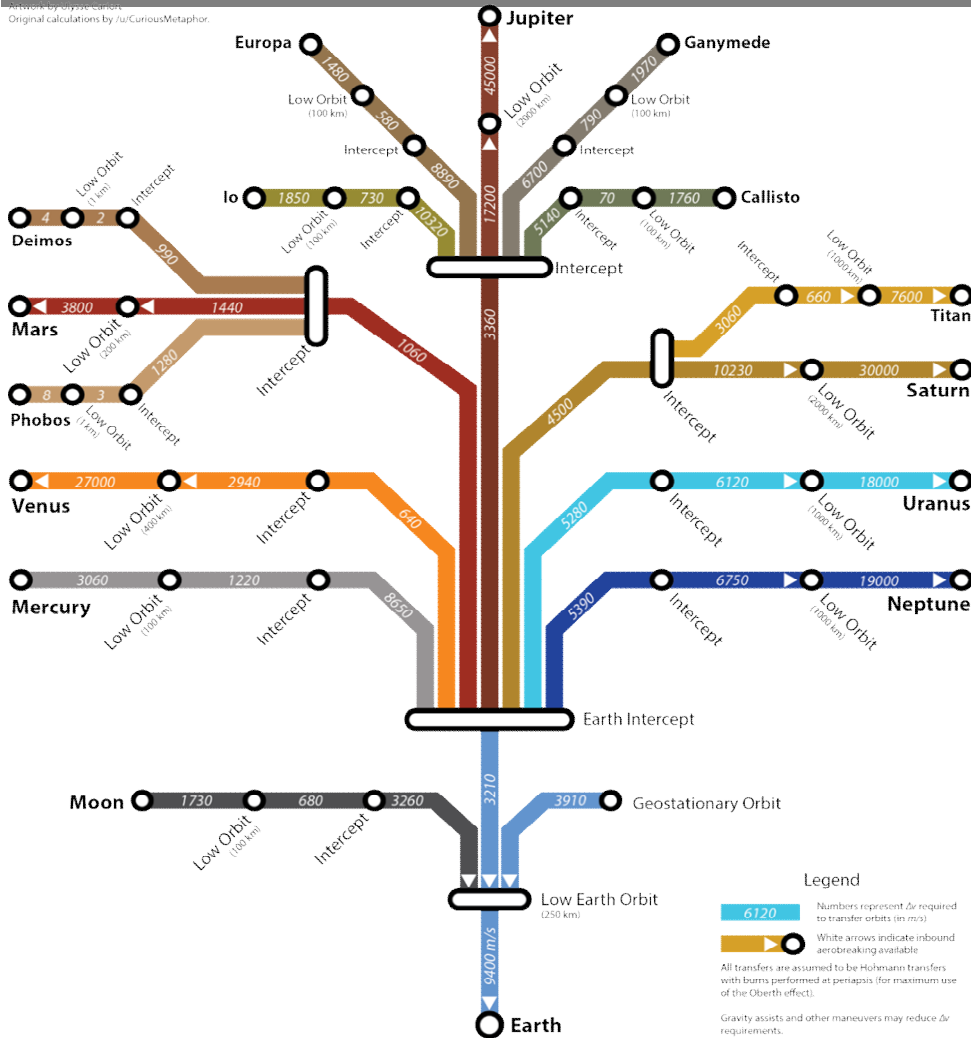 Artwork by Ulysse Carion
Original calculations by /u/CuriousMetaphor.
Jupiter
Europa
Ganymede
1480
45000
1970
Low Orbit
(100 km)
Low Orbit
(2000 km)
Low Orbit
(100 km)
580
790
Intercept
Intercept
8890
17200
6700
Io
1850
730
10320
5140
70
1760
Callisto
Low Orbit
(100 km)
Intercept
Intercept
Low Orbit
(100 km)
Intercept
3360
Low Orbit
(1 km)
Intercept
4
2
Deimos
990
3800
1440
1060
Mars
Low Orbit
(200 km)
Intercept
1280
8
3
Phobos
Low Orbit
(1 km)
Intercept
Intercept
Low Orbit
(1000 km)
660
7600
Titan
3060
10230
30000
Saturn
4500
Intercept
Low Orbit
(2000 km)
27000
2940
640
Venus
Low Orbit
(400 km)
Intercept
5280
6120
18000
Uranus
Intercept
Low Orbit
(1000 km)
3060
1220
8650
Mercury
Low Orbit
(100 km)
Intercept
5390
6750
19000
Neptune
Intercept
Low Orbit
(1000 km)
Earth Intercept
3210
Moon
1730
680
3260
Low Orbit
(100 km)
Intercept
3910
Geostationary Orbit
Low Earth Orbit
(250 km)
9400 m/s
Earth
Legend
6120
Numbers represent Δv required
to transfer orbits (in m/s)
White arrows indicate inbound
aerobreaking available
All transfers are assumed to be Hohmann transfers
with burns performed at periapsis (for maximum use
of the Oberth effect).
Gravity assists and other maneuvers may reduce Δv
requirements.